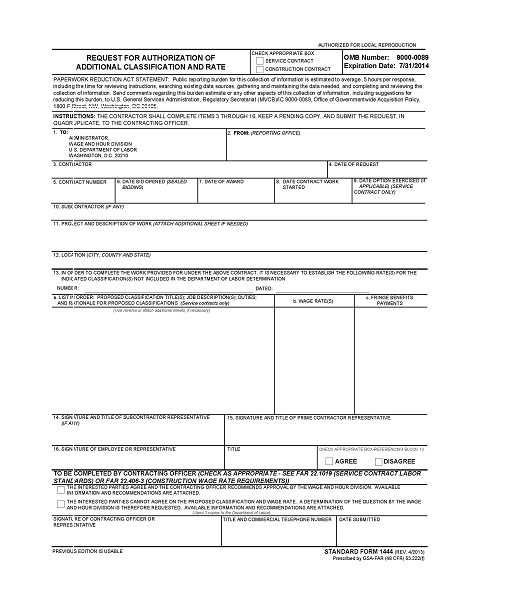 AUTHORIZED FOR LOCAL REPRODUCTION
REQUEST FOR AUTHORIZATION OF
ADDITIONAL CLASSIFICATION AND RATE
CHECK APPROPRIATE BOX
SERVICE CONTRACT
CONSTRUCTION CONTRACT
OMB Number: 9000-0089
Expiration Date: 7/31/2014
PAPERWORK REDUCTION ACT STATEMENT: Public reporting burden for this collection of information is estimated to average .5 hours per response,
including the time for reviewing instructions, searching existing data sources, gathering and maintaining the data needed, and completing and reviewing the
collection of information. Send comments regarding this burden estimate or any other aspects of this collection of information, including suggestions for
reducing this burden, to U.S. General Services Administration, Regulatory Secretariat (MVCB)/IC 9000-0089, Office of Governmentwide Acquisition Policy,
1800 F Street, NW, Washington, DC 20405.
INSTRUCTIONS: THE CONTRACTOR SHALL COMPLETE ITEMS 3 THROUGH 16, KEEP A PENDING COPY, AND SUBMIT THE REQUEST, IN
QUADRUPLICATE, TO THE CONTRACTING OFFICER.
1. TO:
ADMINISTRATOR,
WAGE AND HOUR DIVISION
U. S. DEPARTMENT OF LABOR
WASHINGTON, D.C. 20210
2. FROM: (REPORTING OFFICE)
3. CONTRACTOR
4. DATE OF REQUEST
5. CONTRACT NUMBER
6. DATE BID OPENED (SEALED
BIDDING)
7. DATE OF AWARD
8. DATE CONTRACT WORK
STARTED
9. DATE OPTION EXERCISED (IF
APPLICABLE) (SERVICE
CONTRACT ONLY)
10. SUBCONTRACTOR (IF ANY)
11. PROJECT AND DESCRIPTION OF WORK (ATTACH ADDITIONAL SHEET IF NEEDED)
12. LOCATION (CITY, COUNTY AND STATE)
13. IN ORDER TO COMPLETE THE WORK PROVIDED FOR UNDER THE ABOVE CONTRACT, IT IS NECESSARY TO ESTABLISH THE FOLLOWING RATE(S) FOR THE
INDICATED CLASSIFICATION(S) NOT INCLUDED IN THE DEPARTMENT OF LABOR DETERMINATION
NUMBER:
DATED:
a. LIST IN ORDER: PROPOSED CLASSIFICATION TITLE(S); JOB DESCRIPTION(S); DUTIES;
AND RATIONALE FOR PROPOSED CLASSIFICATIONS (Service contracts only)
(Use reverse or attach additional sheets, if necessary)
b. WAGE RATE(S)
c. FRINGE BENEFITS
PAYMENTS
14. SIGNATURE AND TITLE OF SUBCONTRACTOR REPRESENTATIVE
(IF ANY)
15. SIGNATURE AND TITLE OF PRIME CONTRACTOR REPRESENTATIVE
16. SIGNATURE OF EMPLOYEE OR REPRESENTATIVE
TITLE
CHECK APPROPRIATE BOX-REFERENCING BLOCK 13
AGREE
DISAGREE
TO BE COMPLETED BY CONTRACTING OFFICER (CHECK AS APPROPRIATE - SEE FAR 22.1019 (SERVICE CONTRACT LABOR
STANDARDS) OR FAR 22.406-3 (CONSTRUCTION WAGE RATE REQUIREMENTS))
THE INTERESTED PARTIES AGREE AND THE CONTRACTING OFFICER RECOMMENDS APPROVAL BY THE WAGE AND HOUR DIVISION. AVAILABLE
INFORMATION AND RECOMMENDATIONS ARE ATTACHED.
THE INTERESTED PARTIES CANNOT AGREE ON THE PROPOSED CLASSIFICATION AND WAGE RATE. A DETERMINATION OF THE QUESTION BY THE WAGE
AND HOUR DIVISION IS THEREFORE REQUESTED. AVAILABLE INFORMATION AND RECOMMENDATIONS ARE ATTACHED.
(Send 3 copies to the Department of Labor)
SIGNATURE OF CONTRACTING OFFICER OR
REPRESENTATIVE
TITLE AND COMMERCIAL TELEPHONE NUMBER
DATE SUBMITTED
PREVIOUS EDITION IS USABLE
STANDARD FORM 1444 (REV. 4/2013)
Prescribed by GSA-FAR (48 CFR) 53.222(f)